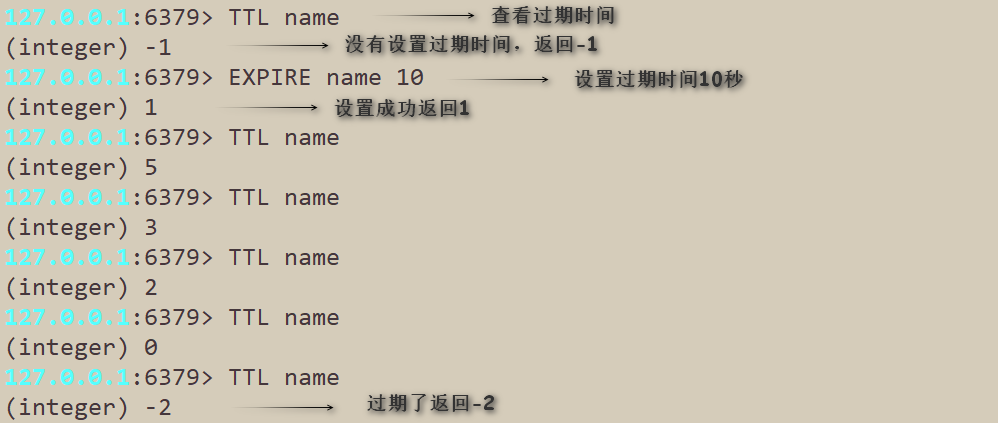 127.0.0.1:6379> TTL name 查看过期时间
(integer) -1 没有设置过期时间，返回-1
127.0.0.1:6379> EXPIRE name 10 设置过期时间10秒
(integer) 1 设置成功返回1
127.0.0.1:6379> TTL name
(integer) 5
127.0.0.1:6379> TTL name
(integer) 3
127.0.0.1:6379> TTL name
(integer) 2
127.0.0.1:6379> TTL name
(integer) 0
127.0.0.1:6379> TTL name
(integer) -2 过期了返回-2